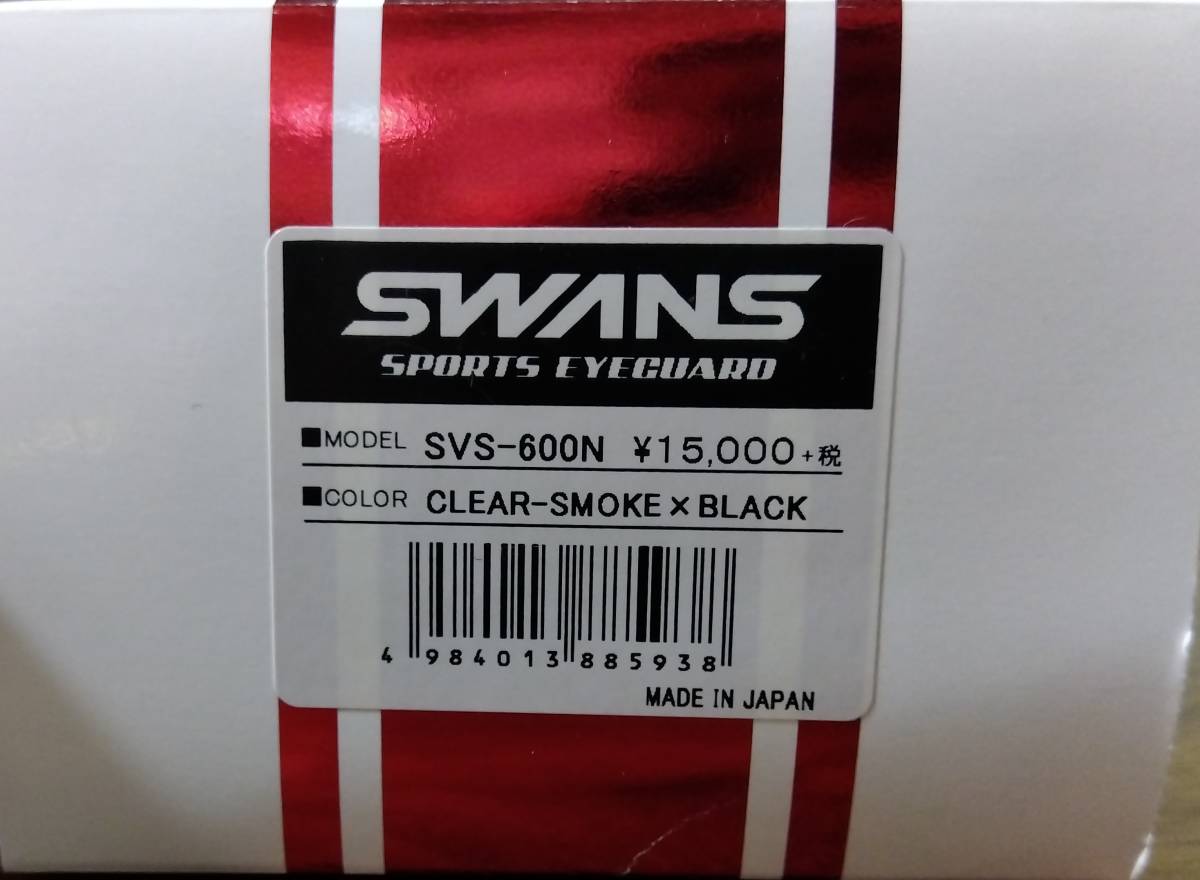 SWANS
SPORTS EYEGUARD
■MODEL SVS-600N ¥15,000+税
■COLOR CLEAR-SMOKE×BLACK
4 984013 885938
MADE IN JAPAN